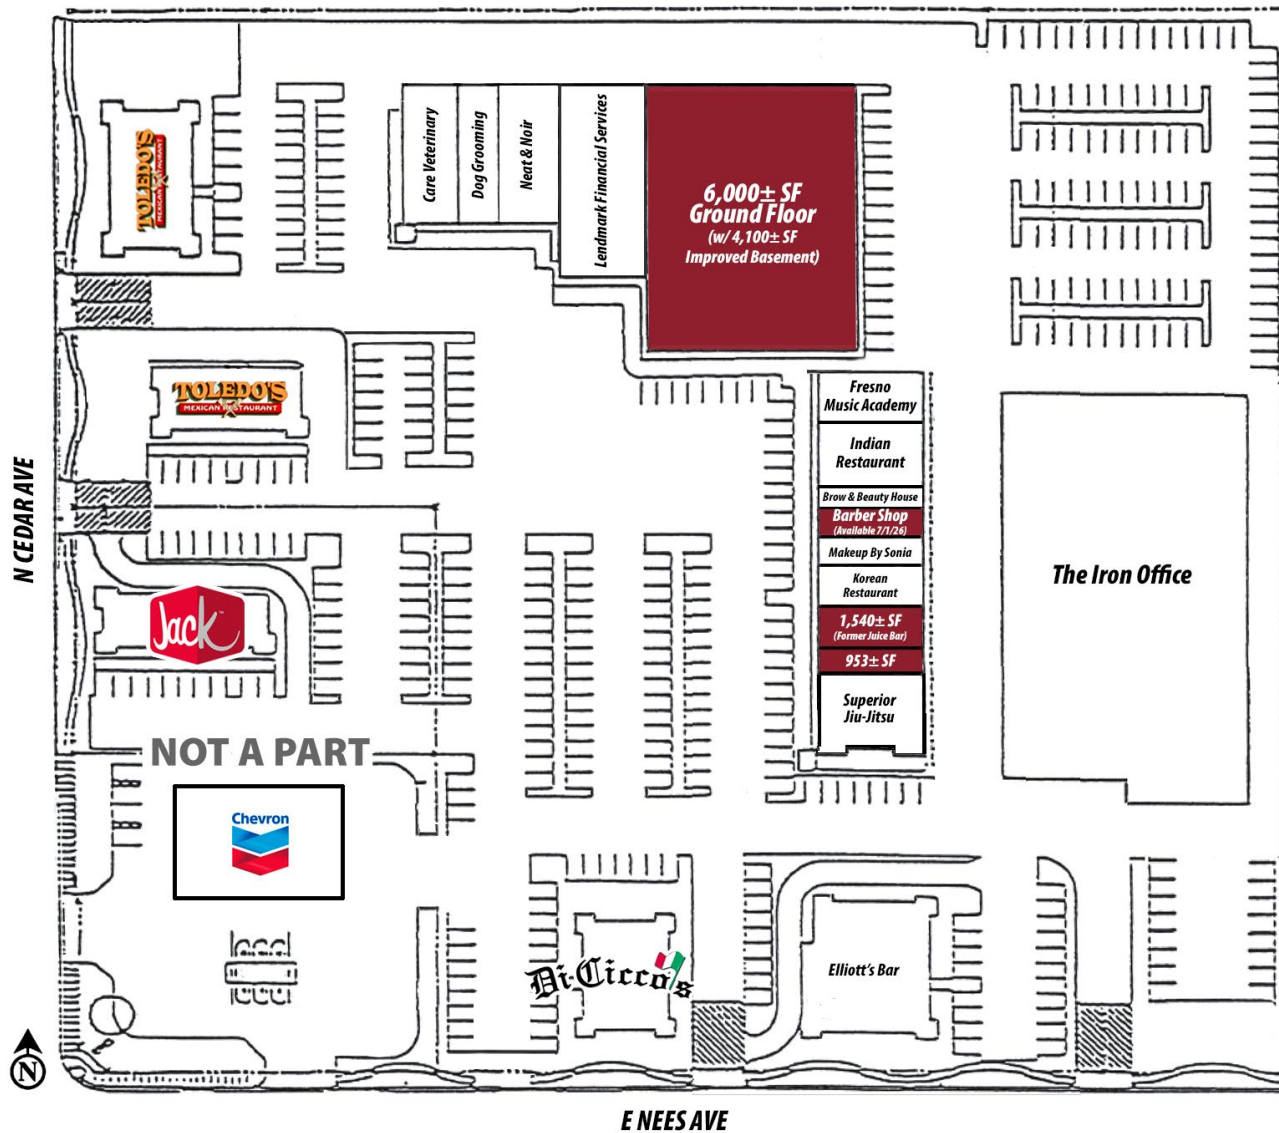 TOLEDO'S
MEXICAN RESTAURANT
Care Veterinary
Dog Grooming
Neat & Noir
Lendmark Financial Services
6,000± SF
Ground Floor
(w/ 4,100± SF
Improved Basement)
TOLEDO'S
MEXICAN RESTAURANT
Fresno
Music Academy
Indian
Restaurant
Brow & Beauty House
Barber Shop
(Available 7/1/26)
Makeup By Sonia
Korean
Restaurant
1,540± SF
(Former Juice Bar)
953± SF
Superior
Jiu-Jitsu
The Iron Office
N CEDAR AVE
Jack™
NOT A PART
Chevron
Di-Cicco's
Elliott's Bar
N
E NEES AVE